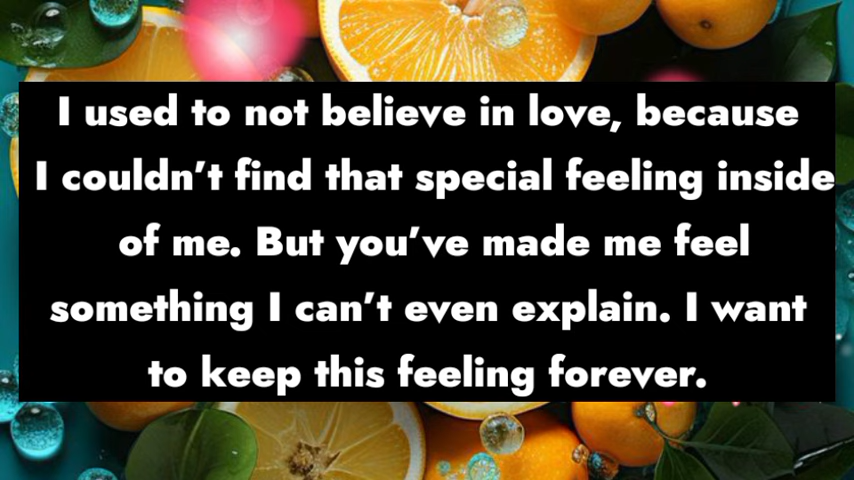 I used to not believe in love, because
I couldn't find that special feeling inside
of me. But you've made me feel
something I can't even explain. I want
to keep this feeling forever.